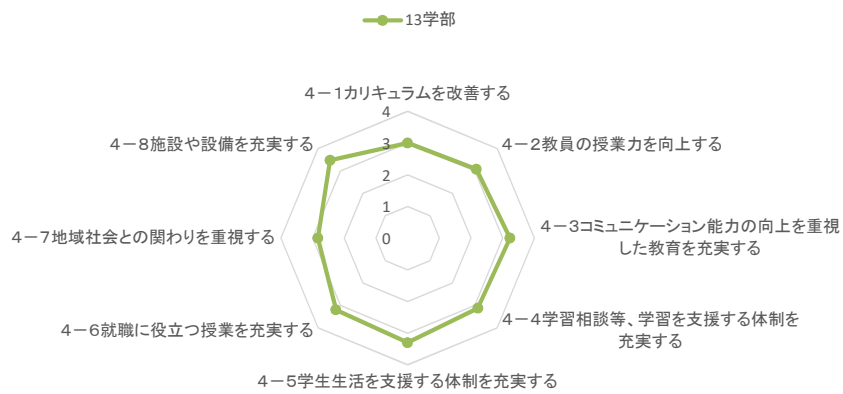 13学部
4－1カリキュラムを改善する
4
3
2
1
0
4－8施設や設備を充実する
4－2教員の授業力を向上する
4－7地域社会との関わりを重視する
4－3コミュニケーション能力の向上を重視
した教育を充実する
4－6就職に役立つ授業を充実する
4－4学習相談等、学習を支援する体制を
充実する
4－5学生生活を支援する体制を充実する